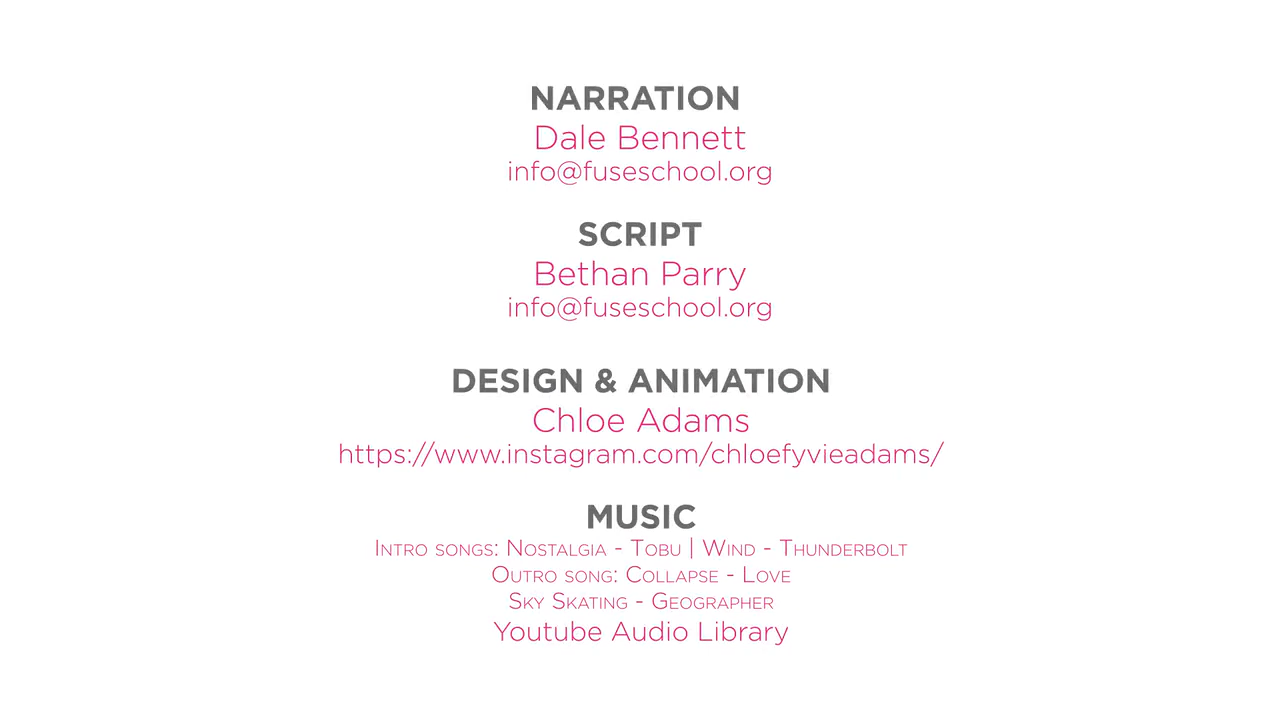 NARRATION
Dale Bennett
info@fuseschool.org
SCRIPT
Bethan Parry
info@fuseschool.org
DESIGN & ANIMATION
Chloe Adams
https://www.instagram.com/chloefyvieadams/
MUSIC
Intro songs: Nostalgia - Tobu | Wind - Thunderbolt
Outro song: Collapse - Love
Sky Skating - Geographer
Youtube Audio Library